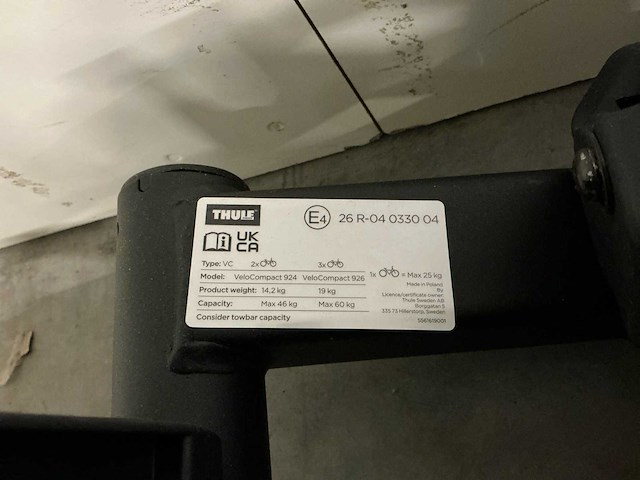 THULE
E4 26 R-04 0330 04
UK
CA
Type: VC 2x 3x
Model: VeloCompact 924 VeloCompact 926
Product weight: 14,2 kg 19 kg
Capacity: Max 46 kg Max 60 kg
Consider towbar capacity
1x = Max 25 kg
Made in Poland
By
Licence/certificate owner:
Thule Sweden AB
Borggatan 5
335 73 Hillerstorp, Sweden
5561619001